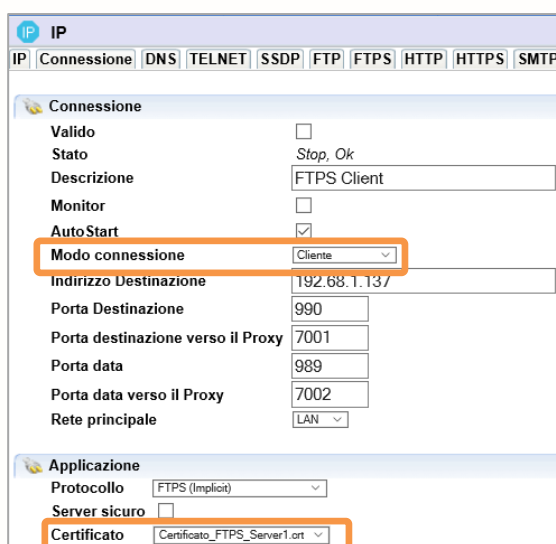 IP IP
IP Connessione DNS TELNET SSDP FTP FTPS HTTP HTTPS SMTP
Connessione
Valido
Stato Stop, Ok
Descrizione FTPS Client
Monitor
AutoStart
Modo connessione Cliente
Indirizzo Destinazione 192.68.1.137
Porta Destinazione 990
Porta destinazione verso il Proxy 7001
Porta data 989
Porta data verso il Proxy 7002
Rete principale LAN
Applicazione
Protocollo FTPS (Implicit)
Server sicuro
Certificato Certificato_FTPS_Server1.crt